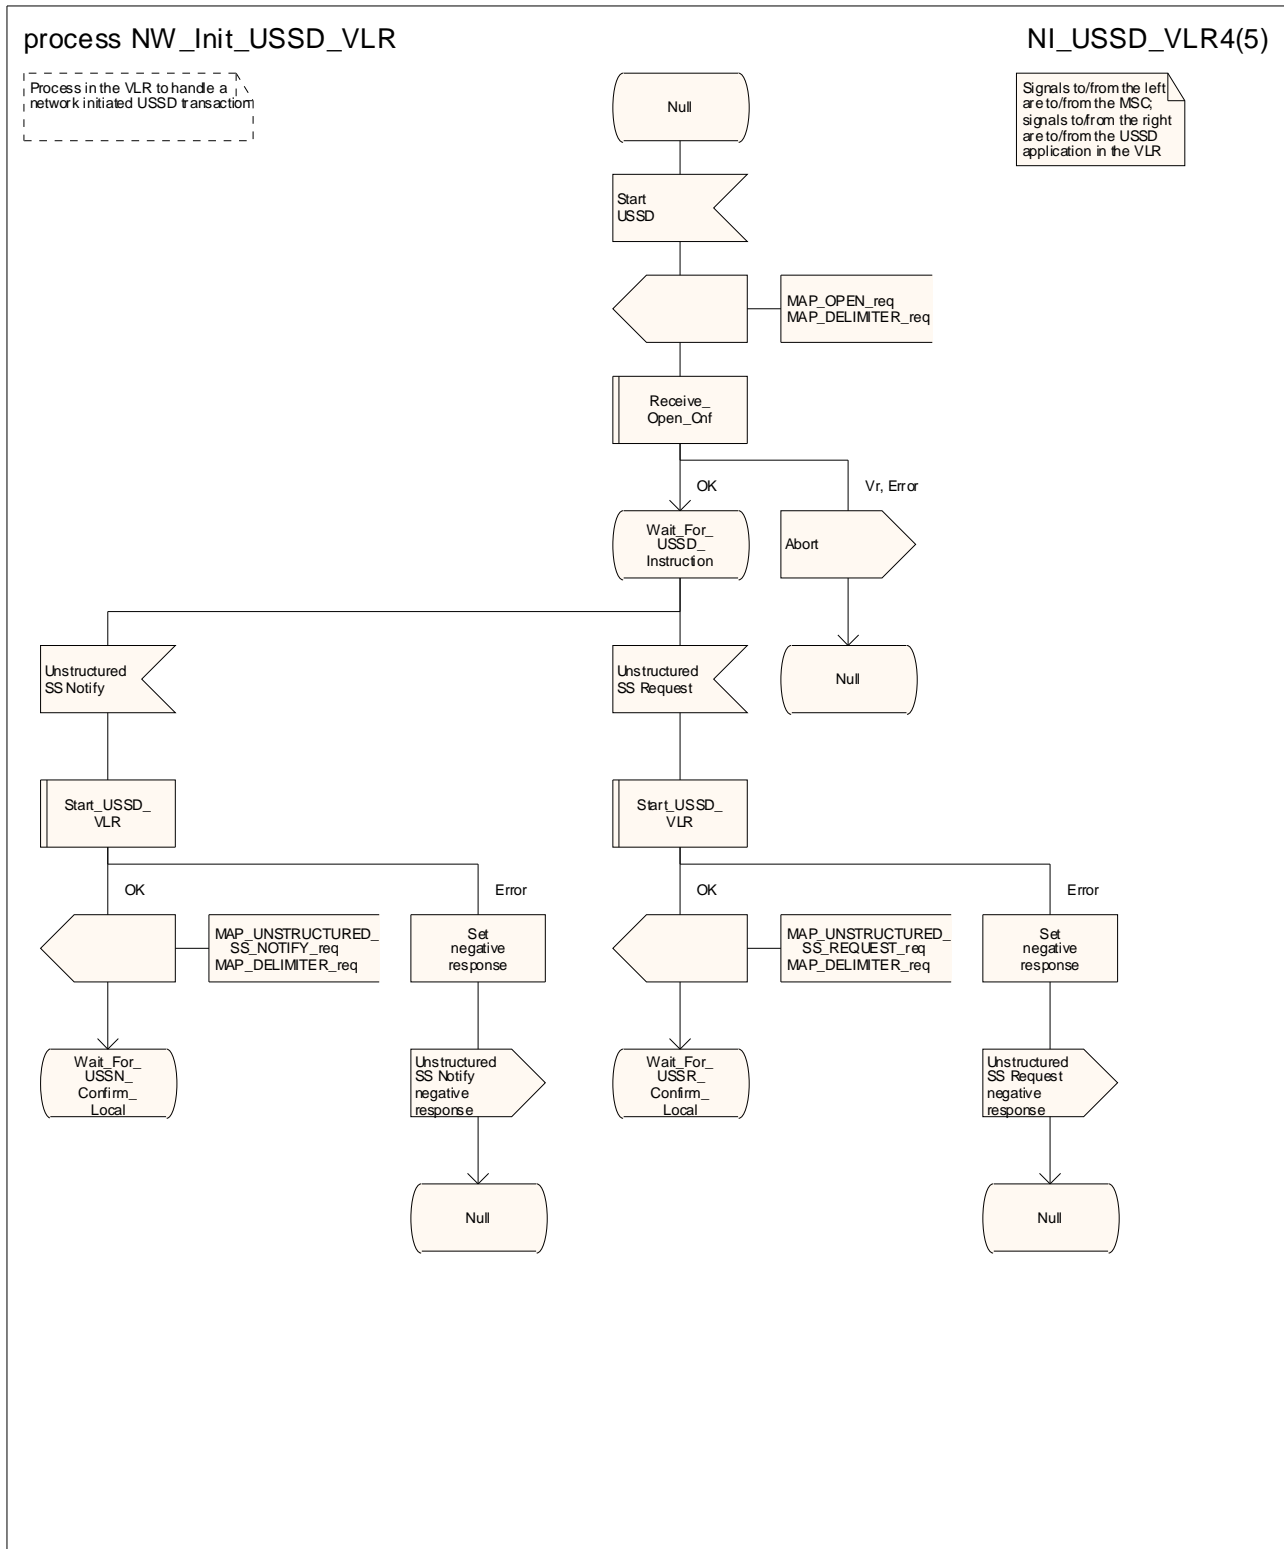 process NW_Init_USSD_VLR
NI_USSD_VLR4(5)
Process in the VLR to handle a
network initiated USSD transaction
Signals to/from the left
are to/from the MSC;
signals to/from the right
are to/from the USSD
application in the VLR
Null
Start
USSD
MAP_OPEN_req
MAP_DELIMITER_req
Receive_
Open_Cnf
OK
Vr, Error
Wait_For_
USSD_
Instruction
Abort
Unstructured
SS Notify
Unstructured
SS Request
Null
Start_USSD_
VLR
Start_USSD_
VLR
OK
Error
OK
Error
MAP_UNSTRUCTURED_
SS_NOTIFY_req
MAP_DELIMITER_req
Set
negative
response
MAP_UNSTRUCTURED_
SS_REQUEST_req
MAP_DELIMITER_req
Set
negative
response
Wait_For_
USSN_
Confirm_
Local
Unstructured
SS Notify
negative
response
Wait_For_
USSR_
Confirm_
Local
Unstructured
SS Request
negative
response
Null
Null